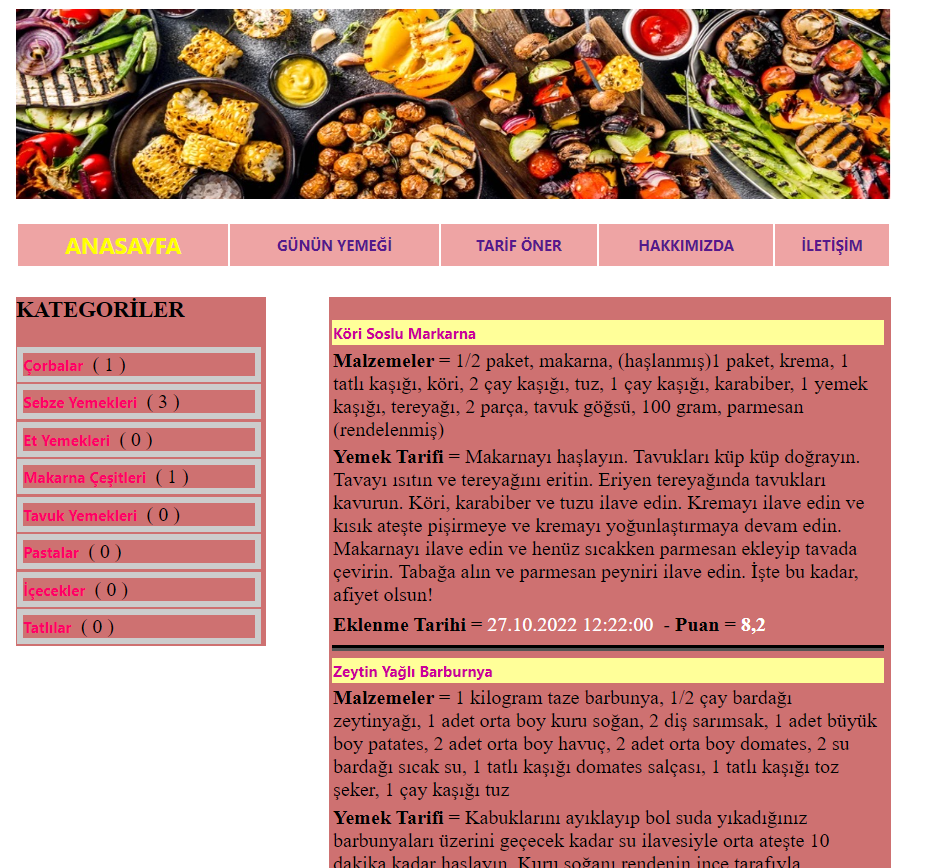 ANASAYFA GÜNÜN YEMEĞİ TARİF ÖNER HAKKIMIZDA İLETİŞİM
KATEGORİLER
Çorbalar ( 1 )
Sebze Yemekleri ( 3 )
Et Yemekleri ( 0 )
Makarna Çeşitleri ( 1 )
Tavuk Yemekleri ( 0 )
Pastalar ( 0 )
İçecekler ( 0 )
Tatlılar ( 0 )
Köri Soslu Markarna
Malzemeler = 1/2 paket, makarna, (haşlanmış)1 paket, krema, 1
tatlı kaşığı, köri, 2 çay kaşığı, tuz, 1 çay kaşığı, karabiber, 1 yemek
kaşığı, tereyağı, 2 parça, tavuk göğsü, 100 gram, parmesan
(rendelenmiş)
Yemek Tarifi = Makarnayı haşlayın. Tavukları küp küp doğrayın.
Tavayı ısıtın ve tereyağını eritin. Eriyen tereyağında tavukları
kavurun. Köri, karabiber ve tuzu ilave edin. Kremayı ilave edin ve
kısık ateşte pişirmeye ve kremayı yoğunlaştırmaya devam edin.
Makarnayı ilave edin ve henüz sıcakken parmesan ekleyip tavada
çevirin. Tabağa alın ve parmesan peyniri ilave edin. İşte bu kadar,
afiyet olsun!
Eklenme Tarihi = 27.10.2022 12:22:00 - Puan = 8,2
Zeytin Yağlı Barburnya
Malzemeler = 1 kilogram taze barbunya, 1/2 çay bardağı
zeytinyağı, 1 adet orta boy kuru soğan, 2 diş sarımsak, 1 adet büyük
boy patates, 2 adet orta boy havuç, 2 adet orta boy domates, 2 su
bardağı sıcak su, 1 tatlı kaşığı domates salçası, 1 tatlı kaşığı toz
şeker, 1 çay kaşığı tuz
Yemek Tarifi = Kabuklarını ayıklayıp bol suda yıkadığınız
barbunyaları üzerini geçecek kadar su ilavesiyle orta ateşte 10
dakika kadar haşlayın. Kuru soğanı rendenin ince tarafıyla